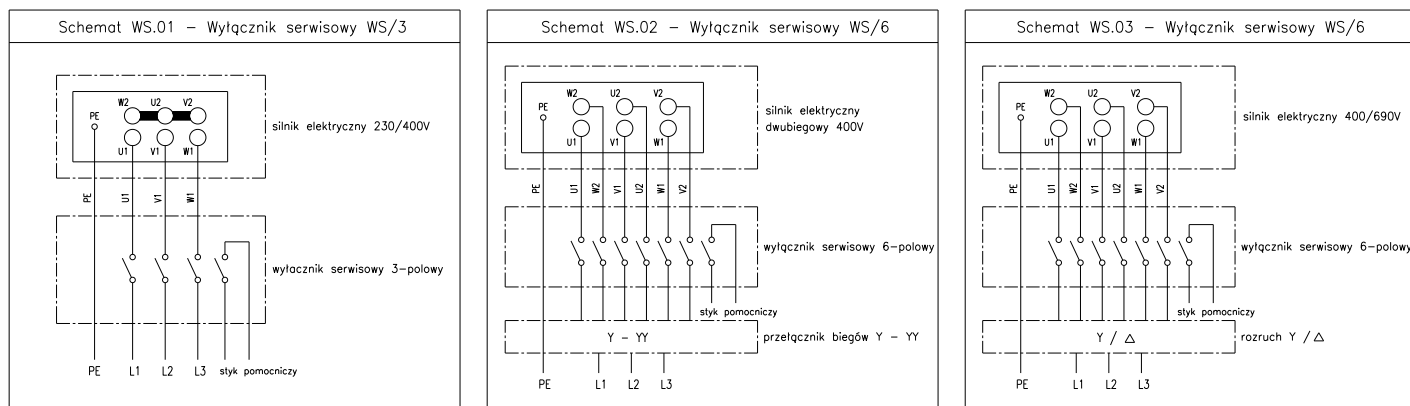 Schemat WS.01 – Wyłącznik serwisowy WS/3
W2 U2 V2
PE
U1 V1 W1
silnik elektryczny 230/400V
PE U1 V1 W1
wyłacznik serwisowy 3-polowy
PE L1 L2 L3 styk pomocniczy
Schemat WS.02 – Wyłącznik serwisowy WS/6
W2 U2 V2
PE
U1 V1 W1
silnik elektryczny
dwubiegowy 400V
PE U1 W2 V1 U2 W1 V2
wyłącznik serwisowy 6-polowy
styk pomocniczy
Y – YY
przełącznik biegów Y – YY
PE L1 L2 L3
Schemat WS.03 – Wyłącznik serwisowy WS/6
W2 U2 V2
PE
U1 V1 W1
silnik elektryczny 400/690V
PE U1 W2 V1 U2 W1 V2
wyłącznik serwisowy 6-polowy
styk pomocniczy
Y / △
rozruch Y / △
PE L1 L2 L3